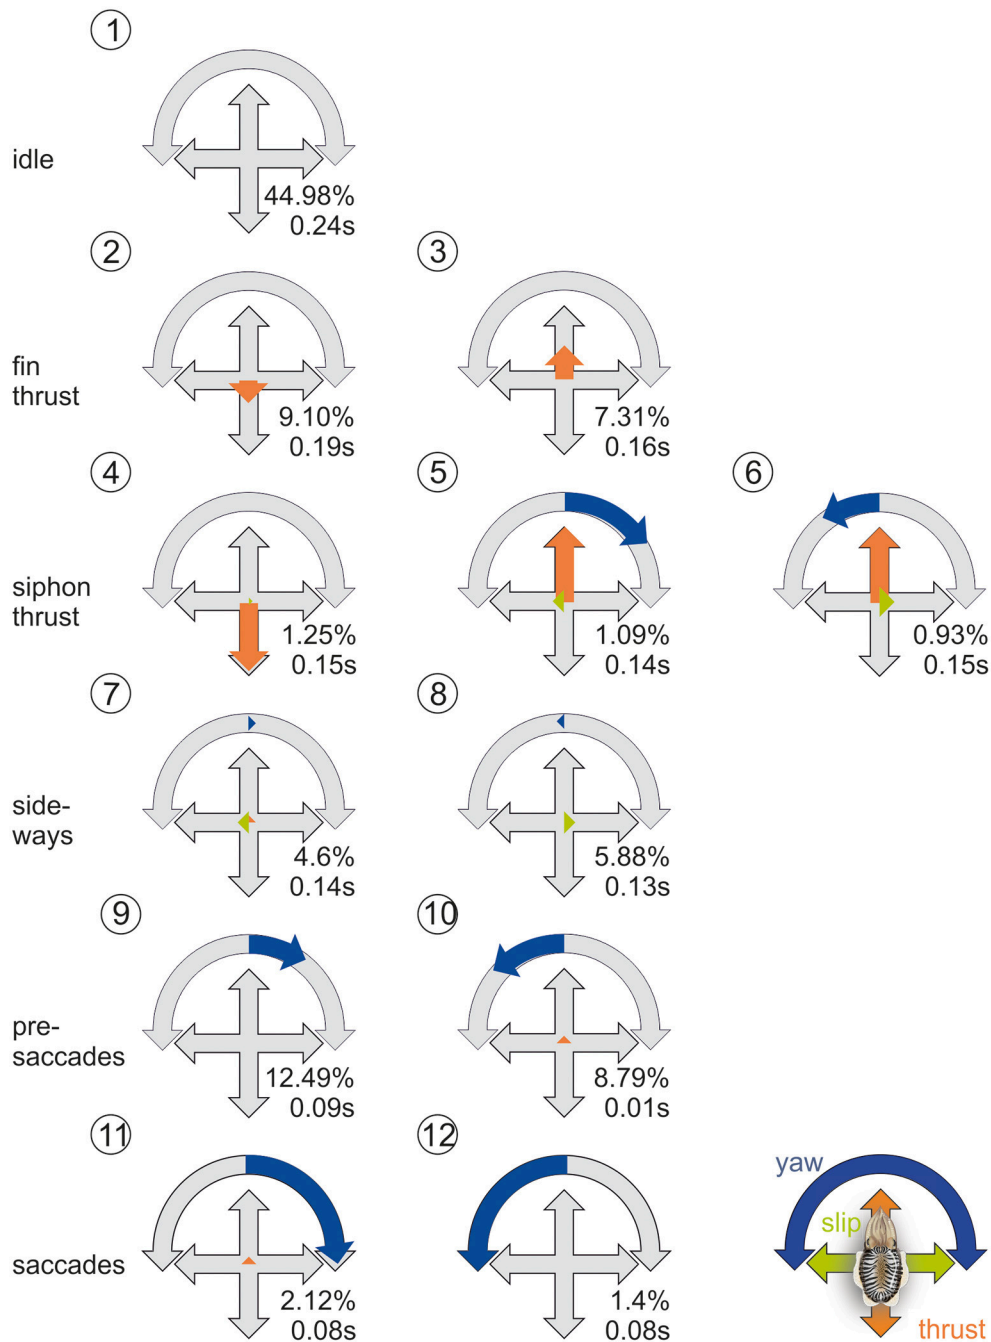 1
idle
44.98%
0.24s
2
3
fin
thrust
9.10%
0.19s
7.31%
0.16s
4
5
6
siphon
thrust
1.25%
0.15s
1.09%
0.14s
0.93%
0.15s
7
8
side-
ways
4.6%
0.14s
5.88%
0.13s
9
10
pre-
saccades
12.49%
0.09s
8.79%
0.01s
11
12
saccades
2.12%
0.08s
1.4%
0.08s
yaw
slip
thrust